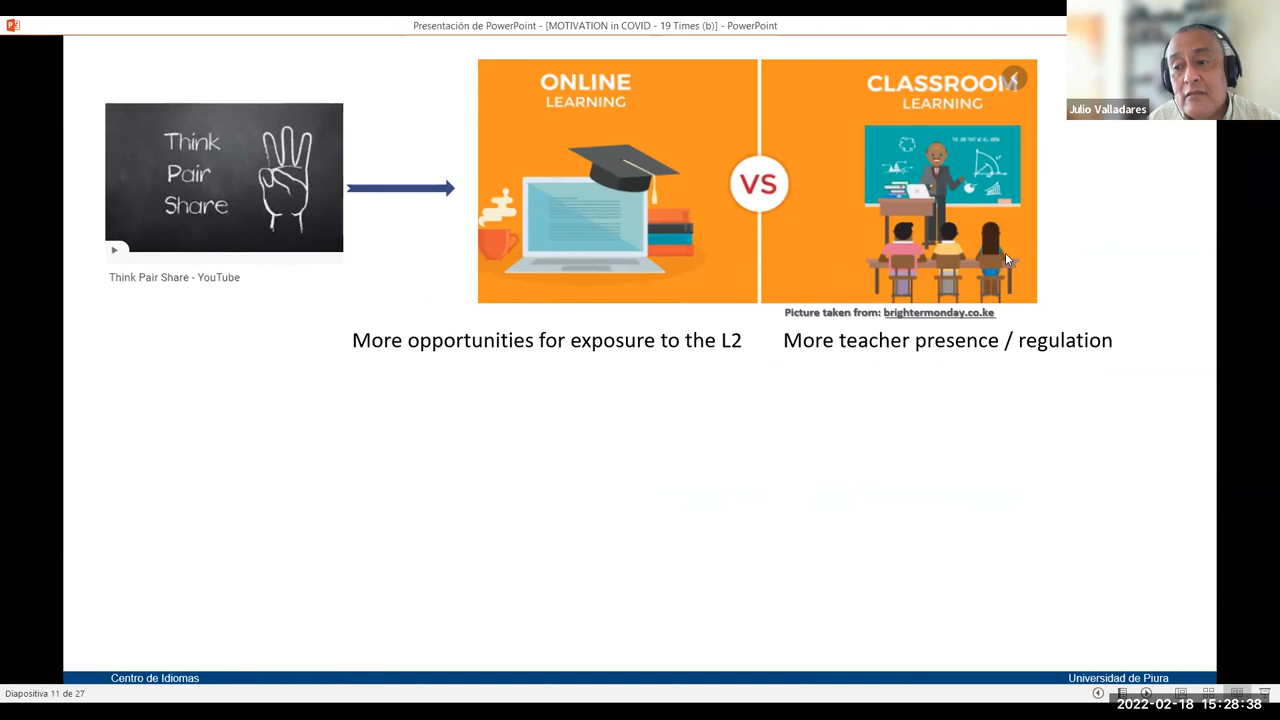 Presentación de PowerPoint - [MOTIVATION in COVID - 19 Times (b)] - PowerPoint
Julio Valladares
Think
Pair
Share
Think Pair Share - YouTube
ONLINE
LEARNING
VS
CLASSROOM
LEARNING
Picture taken from: brightermonday.co.ke
More opportunities for exposure to the L2
More teacher presence / regulation
Centro de Idiomas
Universidad de Piura
Diapositiva 11 de 27
2022-02-18 15:28:38